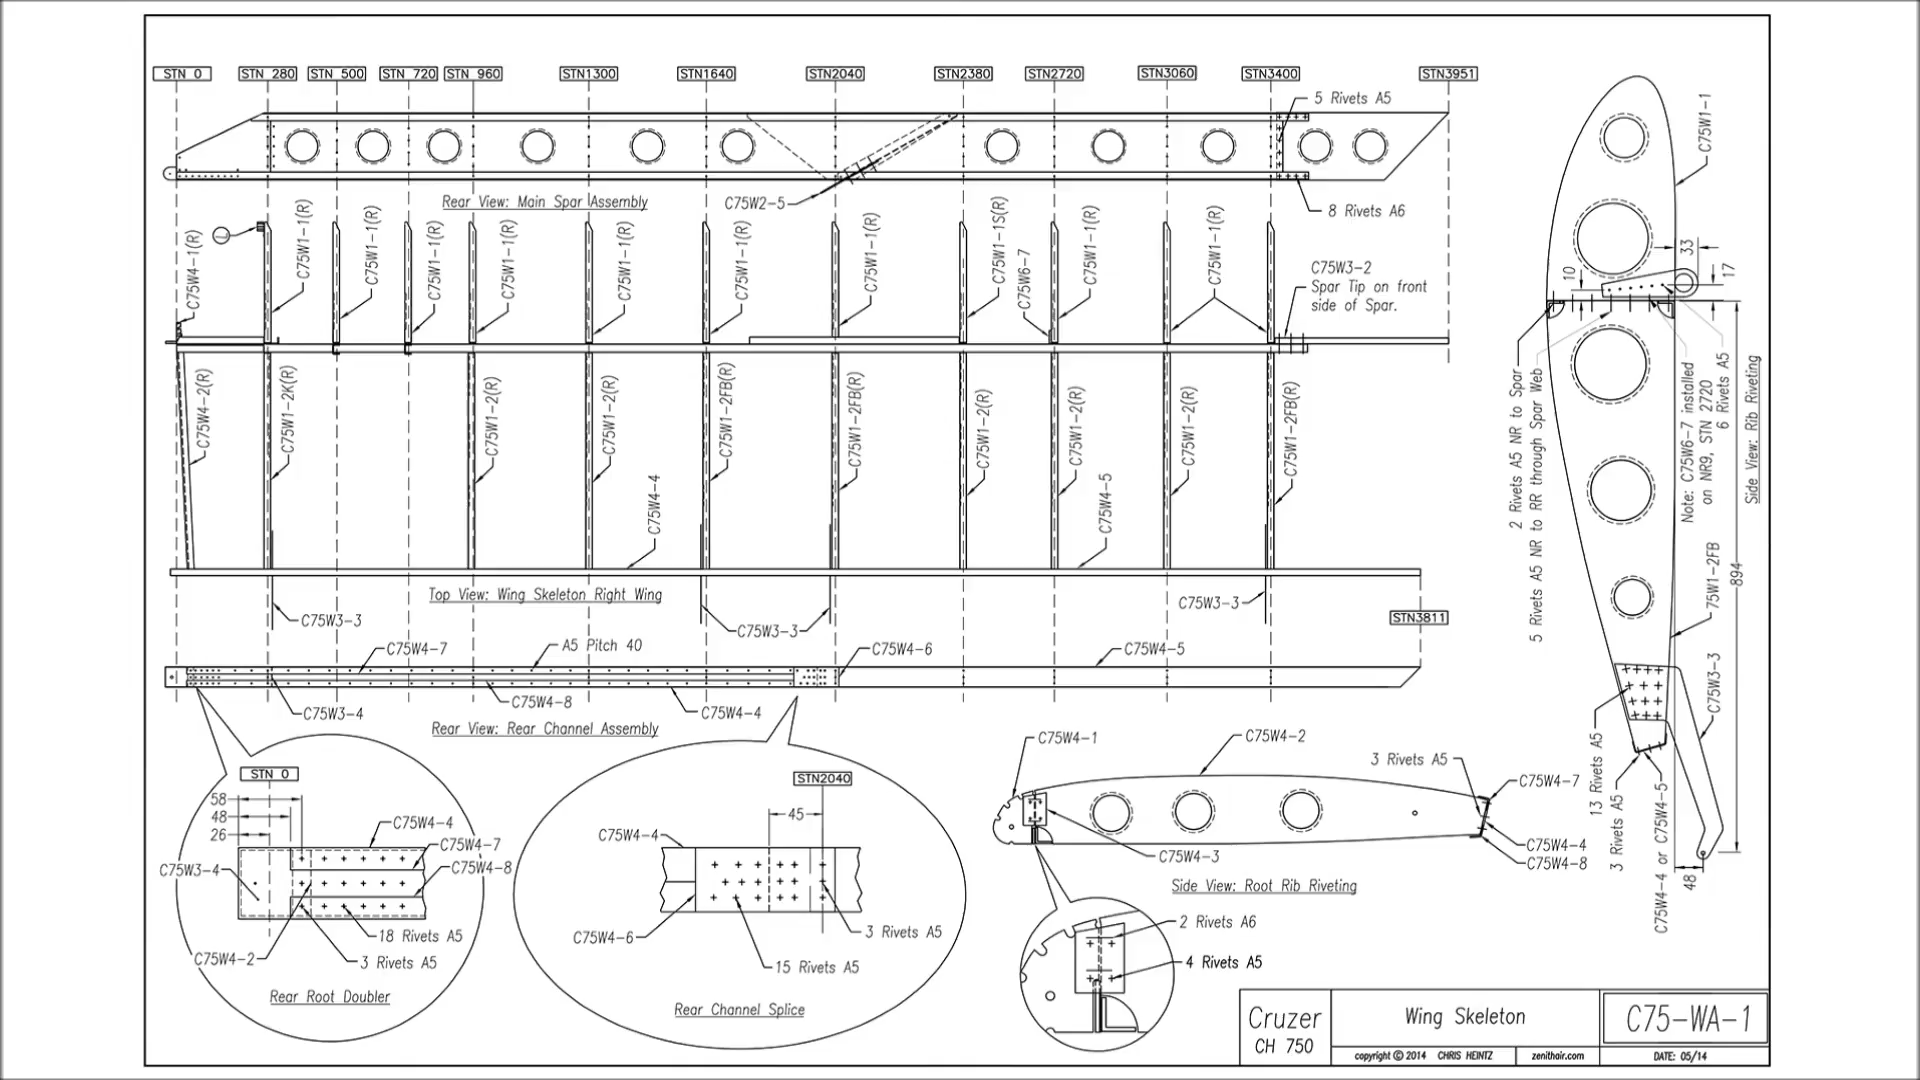 STN 0
STN 280
STN 500
STN 720
STN 960
STN1300
STN1640
STN2040
STN2380
STN2720
STN3060
STN3400
STN3951
5 Rivets A5
Rear View: Main Spar Assembly
C75W2-5
8 Rivets A6
C75W4-1(R)
L
C75W1-1(R)
C75W1-1(R)
C75W1-1(R)
C75W1-1(R)
C75W1-1(R)
C75W1-1(R)
C75W1-1(R)
C75W1-1S(R)
C75W6-7
C75W1-1(R)
C75W1-1(R)
C75W3-2
Spar Tip on front
side of Spar.
C75W4-2(R)
C75W1-2K(R)
C75W1-2(R)
C75W1-2(R)
C75W4-4
C75W1-2FB(R)
C75W1-2FB(R)
C75W1-2(R)
C75W1-2(R)
C75W4-5
C75W1-2(R)
C75W1-2FB(R)
Top View: Wing Skeleton Right Wing
C75W3-3
C75W3-3
C75W3-3
STN3811
C75W4-7
A5 Pitch 40
C75W4-6
C75W4-5
C75W3-4
C75W4-8
C75W4-4
Rear View: Rear Channel Assembly
STN 0
58
48
26
C75W4-4
C75W4-7
C75W4-8
C75W3-4
18 Rivets A5
C75W4-2
3 Rivets A5
Rear Root Doubler
STN2040
45
C75W4-4
C75W4-6
3 Rivets A5
15 Rivets A5
Rear Channel Splice
C75W4-1
C75W4-2
3 Rivets A5
C75W4-7
C75W4-4
C75W4-8
C75W4-3
Side View: Root Rib Riveting
2 Rivets A6
4 Rivets A5
C75W1-1
33
10
17
2 Rivets A5 NR to Spar
5 Rivets A5 NR to RR through Spar Web
Note: C75W6-7 installed
on NR9, STN 2720
6 Rivets A5
Side View: Rib Riveting
894
75W1-2FB
C75W3-3
13 Rivets A5
3 Rivets A5
C75W4-4 or C75W4-5
48
Cruzer
CH 750
Wing Skeleton
C75-WA-1
copyright © 2014 CHRIS HEINTZ
zenithair.com
DATE: 05/14